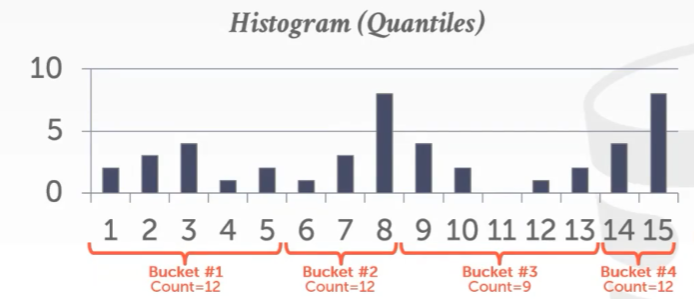 Histogram (Quantiles)
10
5
0
1 2 3 4 5 6 7 8 9 10 11 12 13 14 15
Bucket #1 Bucket #2 Bucket #3 Bucket #4
Count=12 Count=12 Count=9 Count=12